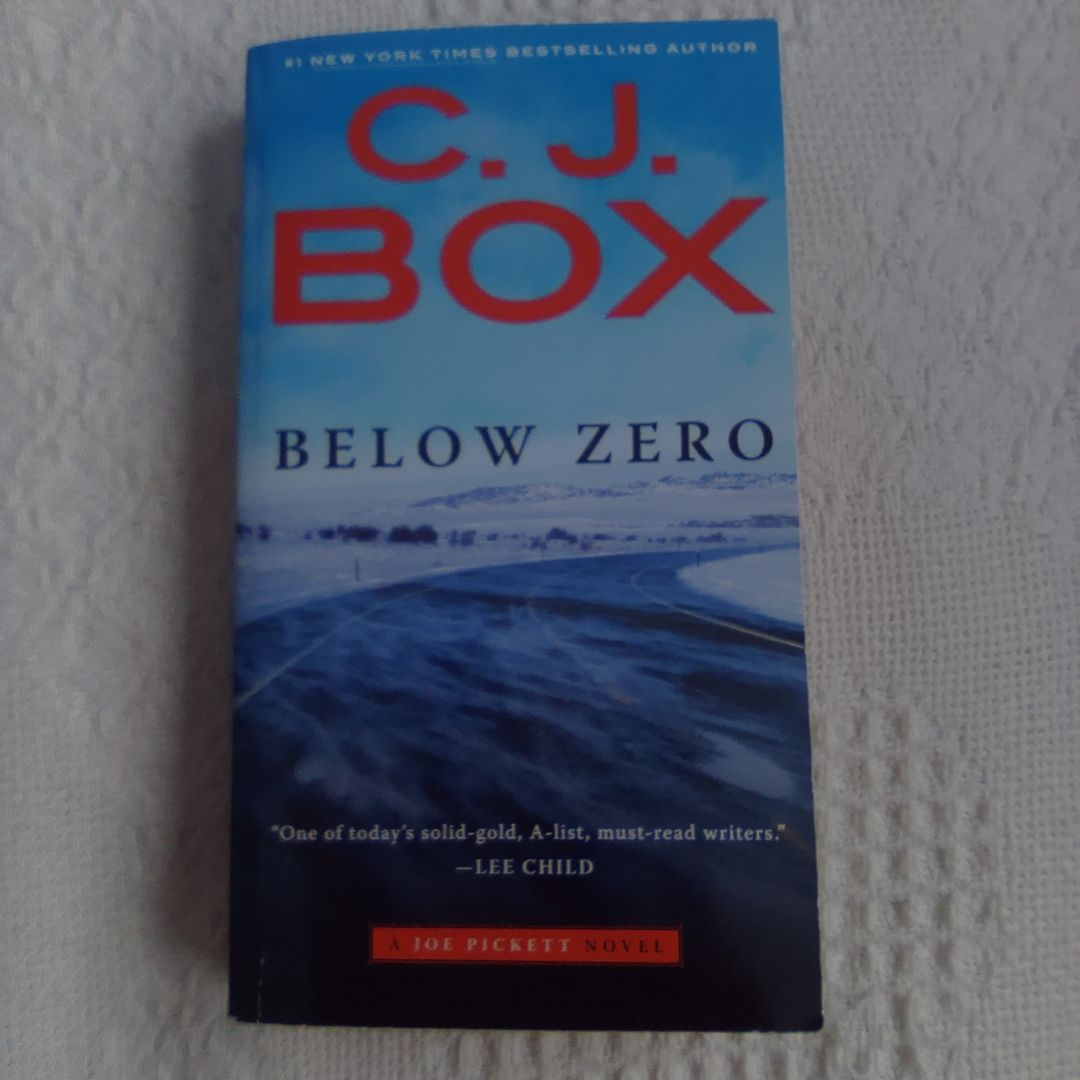 #1 NEW YORK TIMES BESTSELLING AUTHOR
C. J.
BOX
BELOW ZERO
"One of today's solid-gold, A-list, must-read writers."
—LEE CHILD
A JOE PICKETT NOVEL